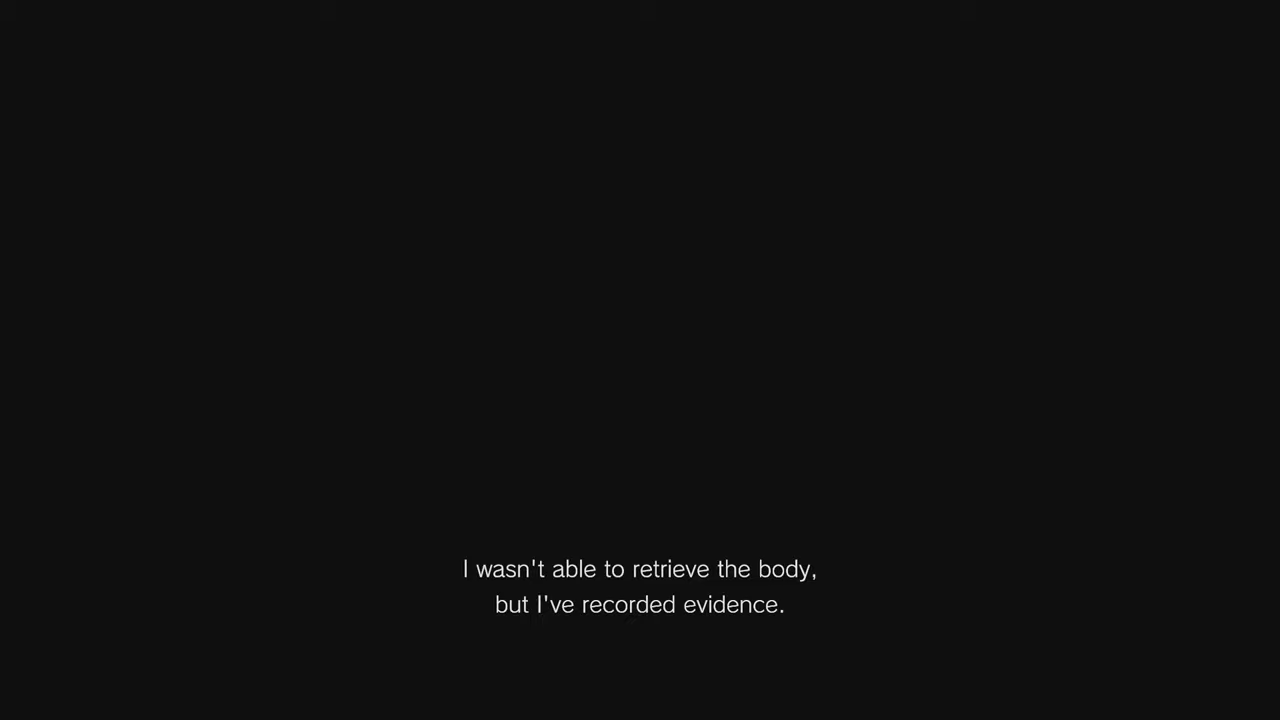 I wasn't able to retrieve the body,
but I've recorded evidence.